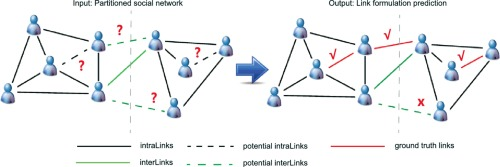 Input: Partitioned social network
Output: Link formulation prediction
?
?
?
?
?
√
√
√
√
x
intraLinks
potential intraLinks
ground truth links
interLinks
potential interLinks